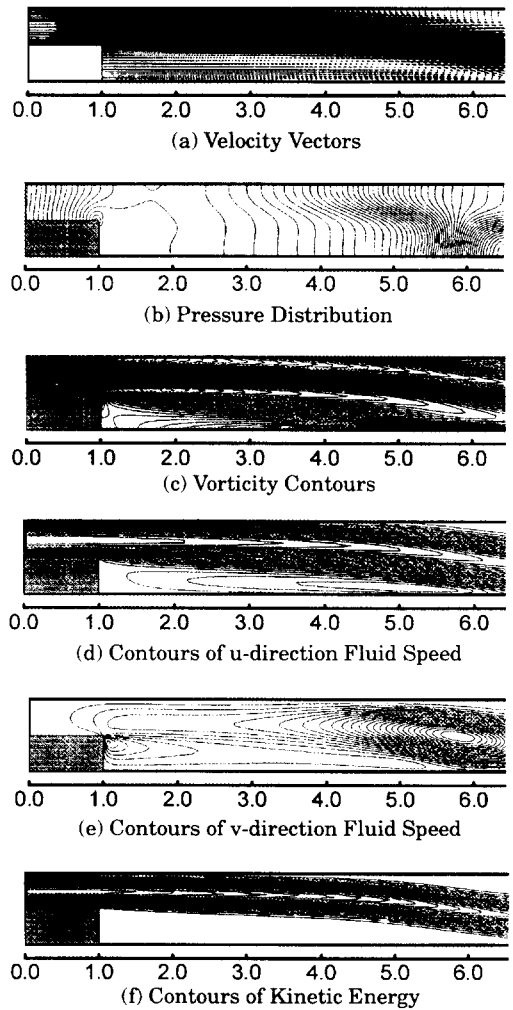 0.0 1.0 2.0 3.0 4.0 5.0 6.0
(a) Velocity Vectors
0.0 1.0 2.0 3.0 4.0 5.0 6.0
(b) Pressure Distribution
0.0 1.0 2.0 3.0 4.0 5.0 6.0
(c) Vorticity Contours
0.0 1.0 2.0 3.0 4.0 5.0 6.0
(d) Contours of u-direction Fluid Speed
0.0 1.0 2.0 3.0 4.0 5.0 6.0
(e) Contours of v-direction Fluid Speed
0.0 1.0 2.0 3.0 4.0 5.0 6.0
(f) Contours of Kinetic Energy